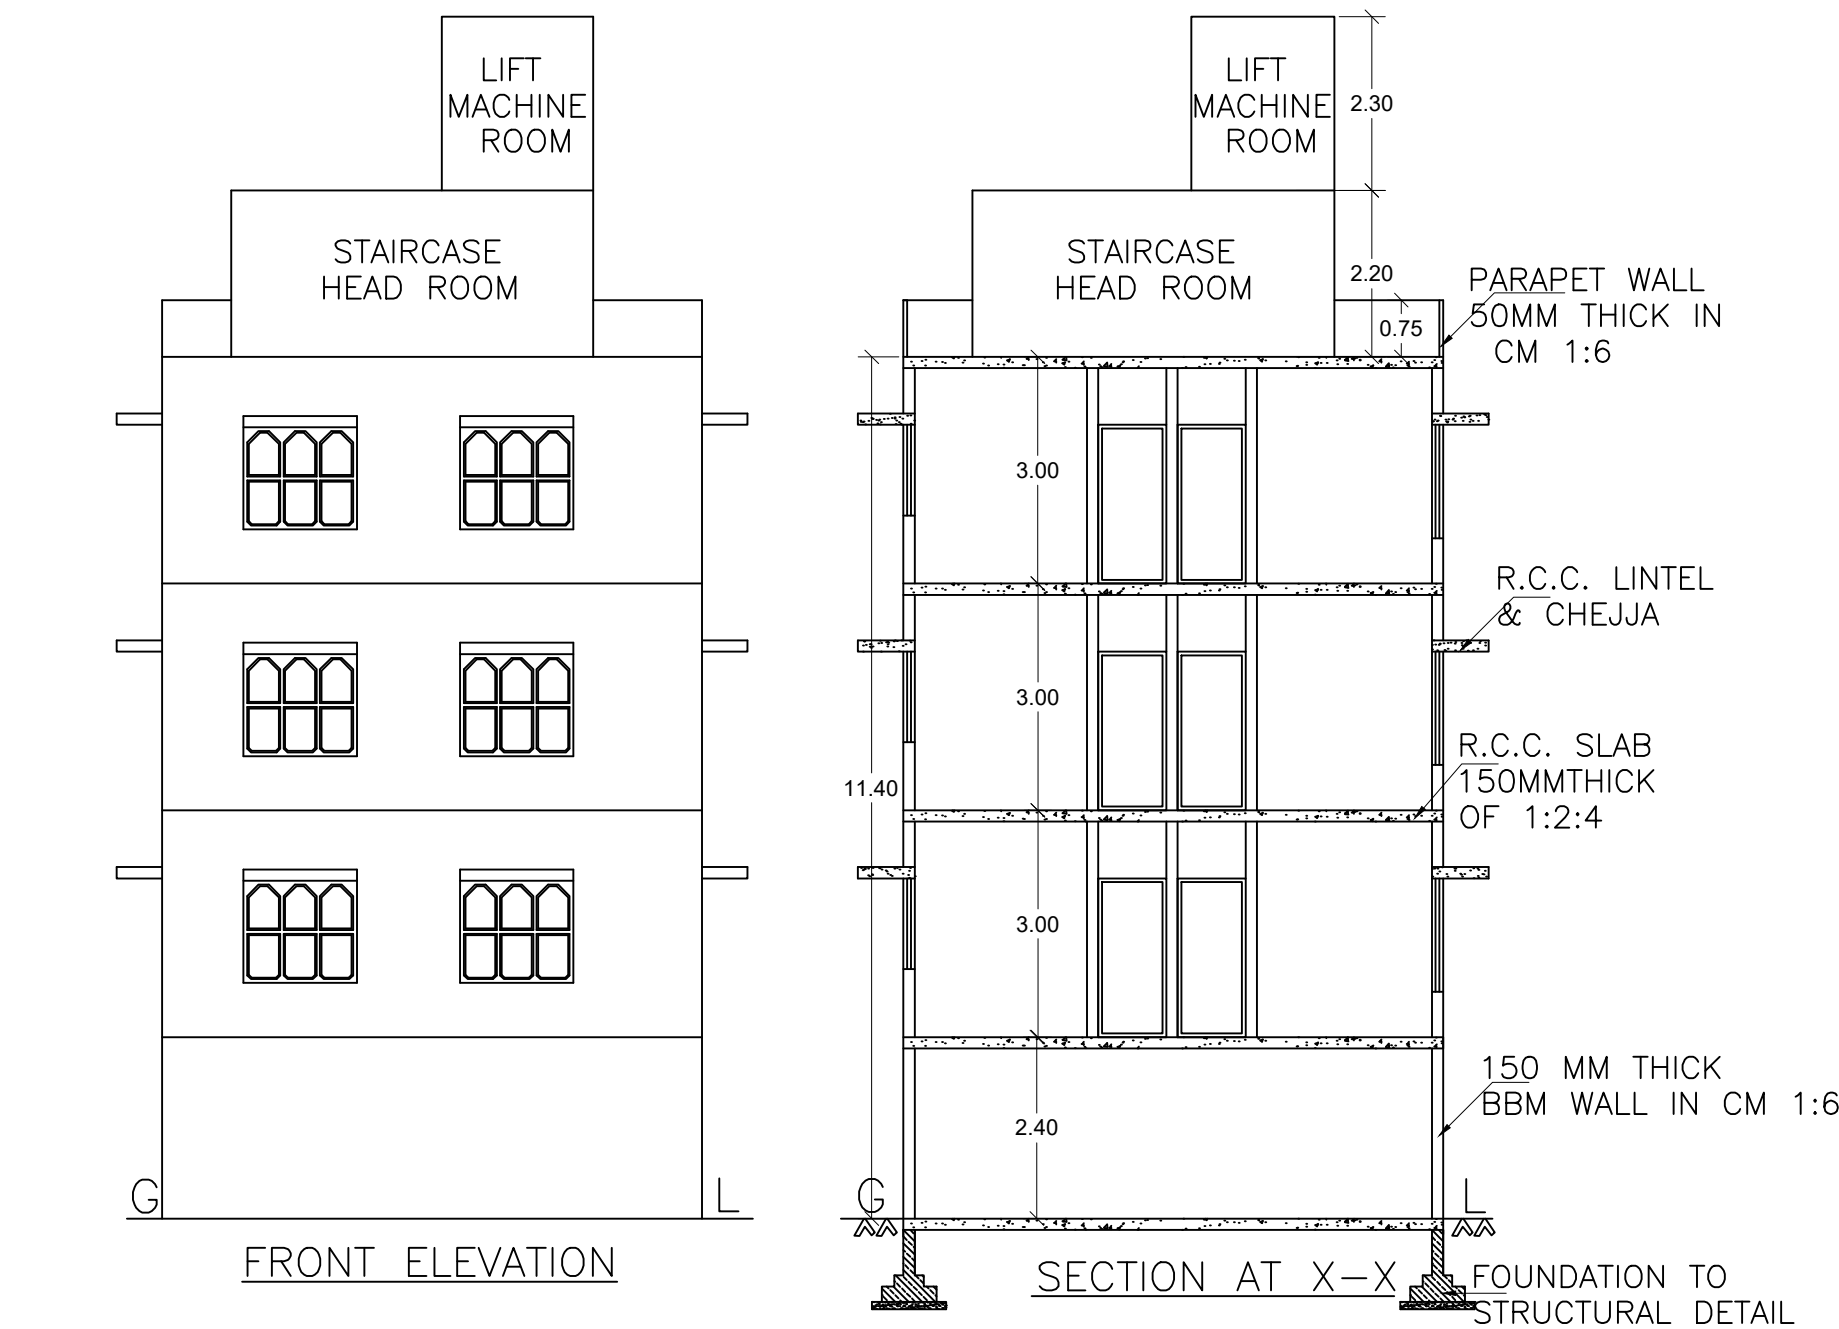 LIFT
MACHINE
ROOM
STAIRCASE
HEAD ROOM
G
L
FRONT ELEVATION
LIFT
MACHINE
ROOM
2.30
STAIRCASE
HEAD ROOM
2.20
0.75
PARAPET WALL
50MM THICK IN
CM 1:6
3.00
R.C.C. LINTEL
& CHEJJA
3.00
R.C.C. SLAB
150MMTHICK
OF 1:2:4
11.40
3.00
150 MM THICK
BBM WALL IN CM 1:6
2.40
G
L
SECTION AT X-X
FOUNDATION TO
STRUCTURAL DETAIL